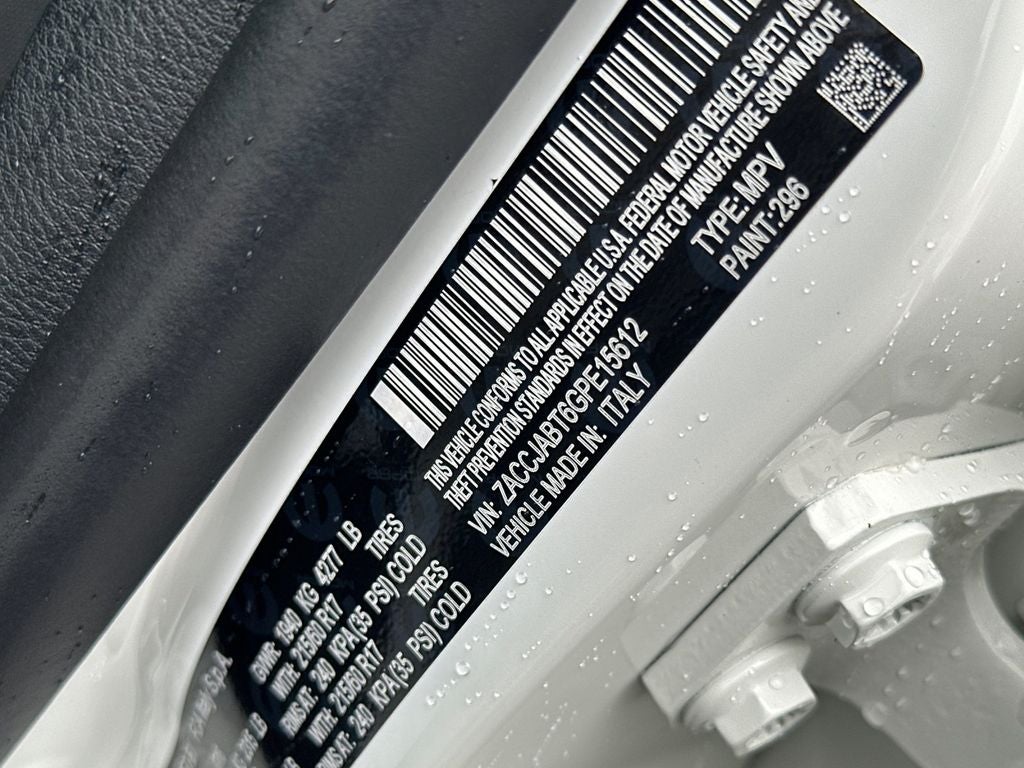 GVWR: 1940 KG 4277 LB
WITH: 215/60 R17 TIRES
RIMS AT: 240 KPA(35 PSI) COLD
WITH: 215/60 R17 TIRES
RIMS AT: 240 KPA(35 PSI) COLD
THIS VEHICLE CONFORMS TO ALL APPLICABLE U.S.A. FEDERAL MOTOR VEHICLE SAFETY AND
THEFT PREVENTION STANDARDS IN EFFECT ON THE DATE OF MANUFACTURE SHOWN ABOVE
VIN: ZACCJABT6GPE15612 TYPE: MPV
VEHICLE MADE IN: ITALY PAINT: 296